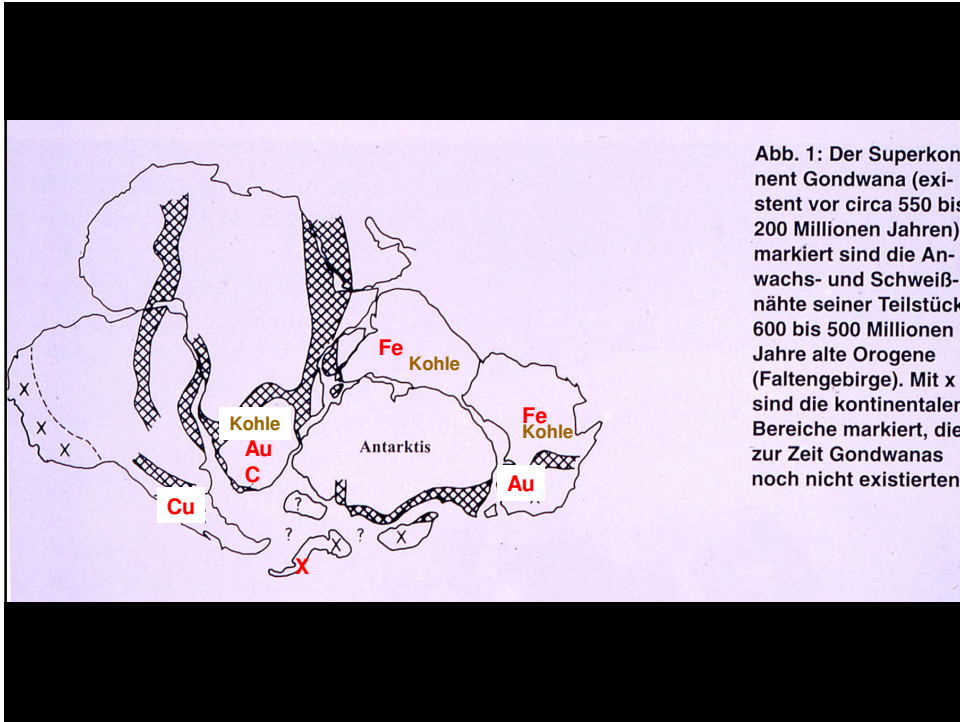 Abb. 1: Der Superkon
nent Gondwana (exi-
stent vor circa 550 bis
200 Millionen Jahren)
markiert sind die An-
wachs- und Schweiß-
nähte seiner Teilstück
600 bis 500 Millionen
Jahre alte Orogene
(Faltengebirge). Mit x
sind die kontinentalen
Bereiche markiert, die
zur Zeit Gondwanas
noch nicht existierten
Fe
Kohle
X
Fe
Kohle
Kohle
X
Au
Antarktis
X
C
Au
Cu
?
? X ? X
X